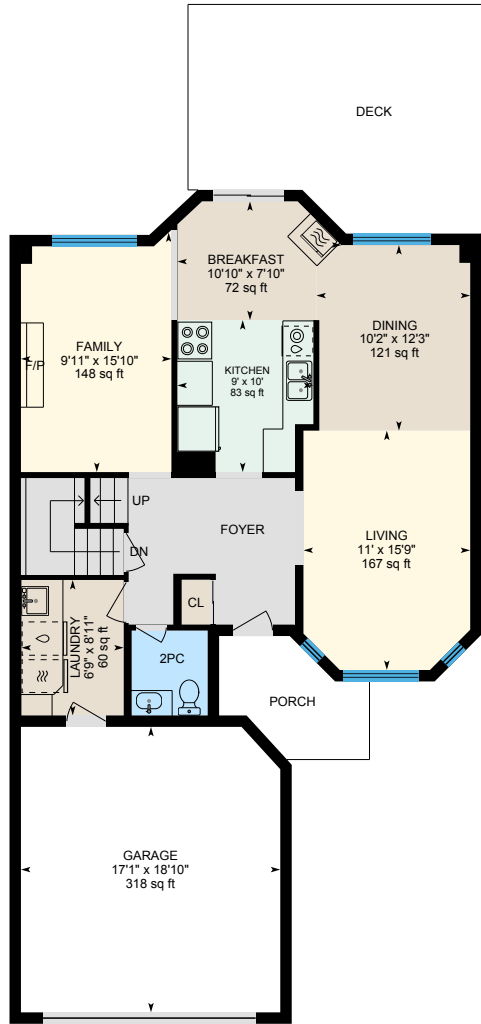 DECK
BREAKFAST
10'10" x 7'10"
72 sq ft
DINING
10'2" x 12'3"
121 sq ft
FAMILY
9'11" x 15'10"
148 sq ft
F/P
KITCHEN
9' x 10'
83 sq ft
UP
FOYER
DN
LIVING
11' x 15'9"
167 sq ft
CL
LAUNDRY
6'9" x 8'11"
60 sq ft
2PC
PORCH
GARAGE
17'1" x 18'10"
318 sq ft